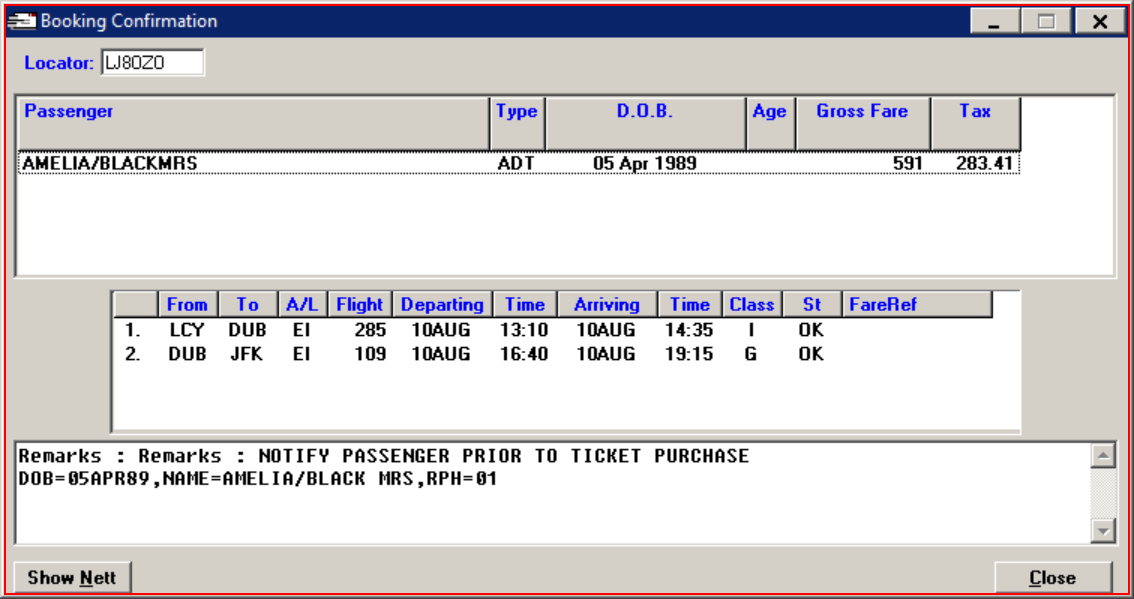 Booking Confirmation
Locator: LJ80ZO
Passenger Type D.O.B. Age Gross Fare Tax
AMELIA/BLACKMRS ADT 05 Apr 1989 591 283.41
From To A/L Flight Departing Time Arriving Time Class St FareRef
1. LCY DUB EI 285 10AUG 13:10 10AUG 14:35 I OK
2. DUB JFK EI 109 10AUG 16:40 10AUG 19:15 G OK
Remarks : Remarks : NOTIFY PASSENGER PRIOR TO TICKET PURCHASE
DOB=05APR89,NAME=AMELIA/BLACK MRS,RPH=01
Show Nett Close